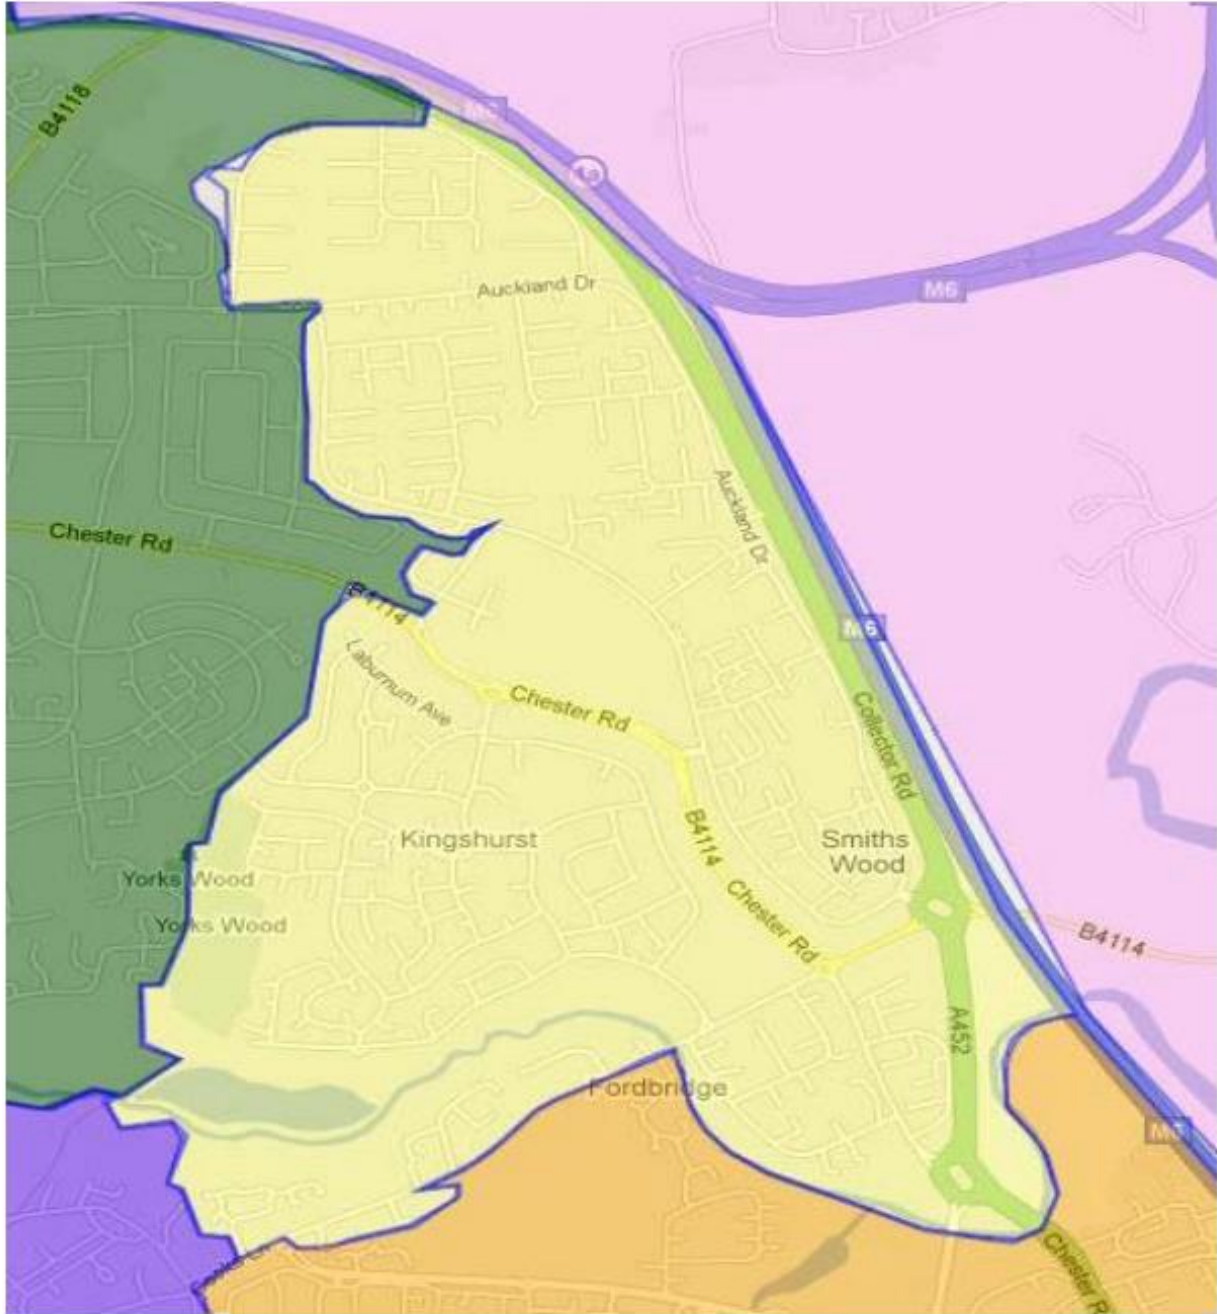 B4118
M6
Auckland Dr
M6
Auckland Dr
Chester Rd
B4114
M6
Laburnum Ave
Chester Rd
Collector Rd
Kingshurst
B4114
Smiths
Wood
Yorks Wood
Yorks Wood
Chester Rd
B4114
A452
Fordbridge
M6
Chester R